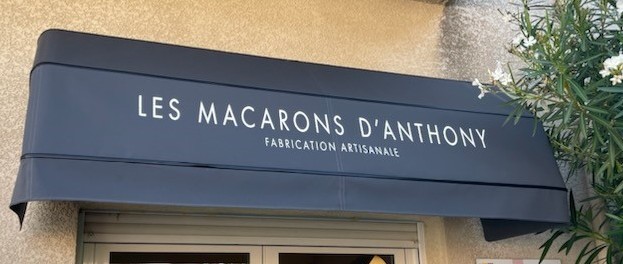 LES MACARONS D'ANTHONY
FABRICATION ARTISANALE